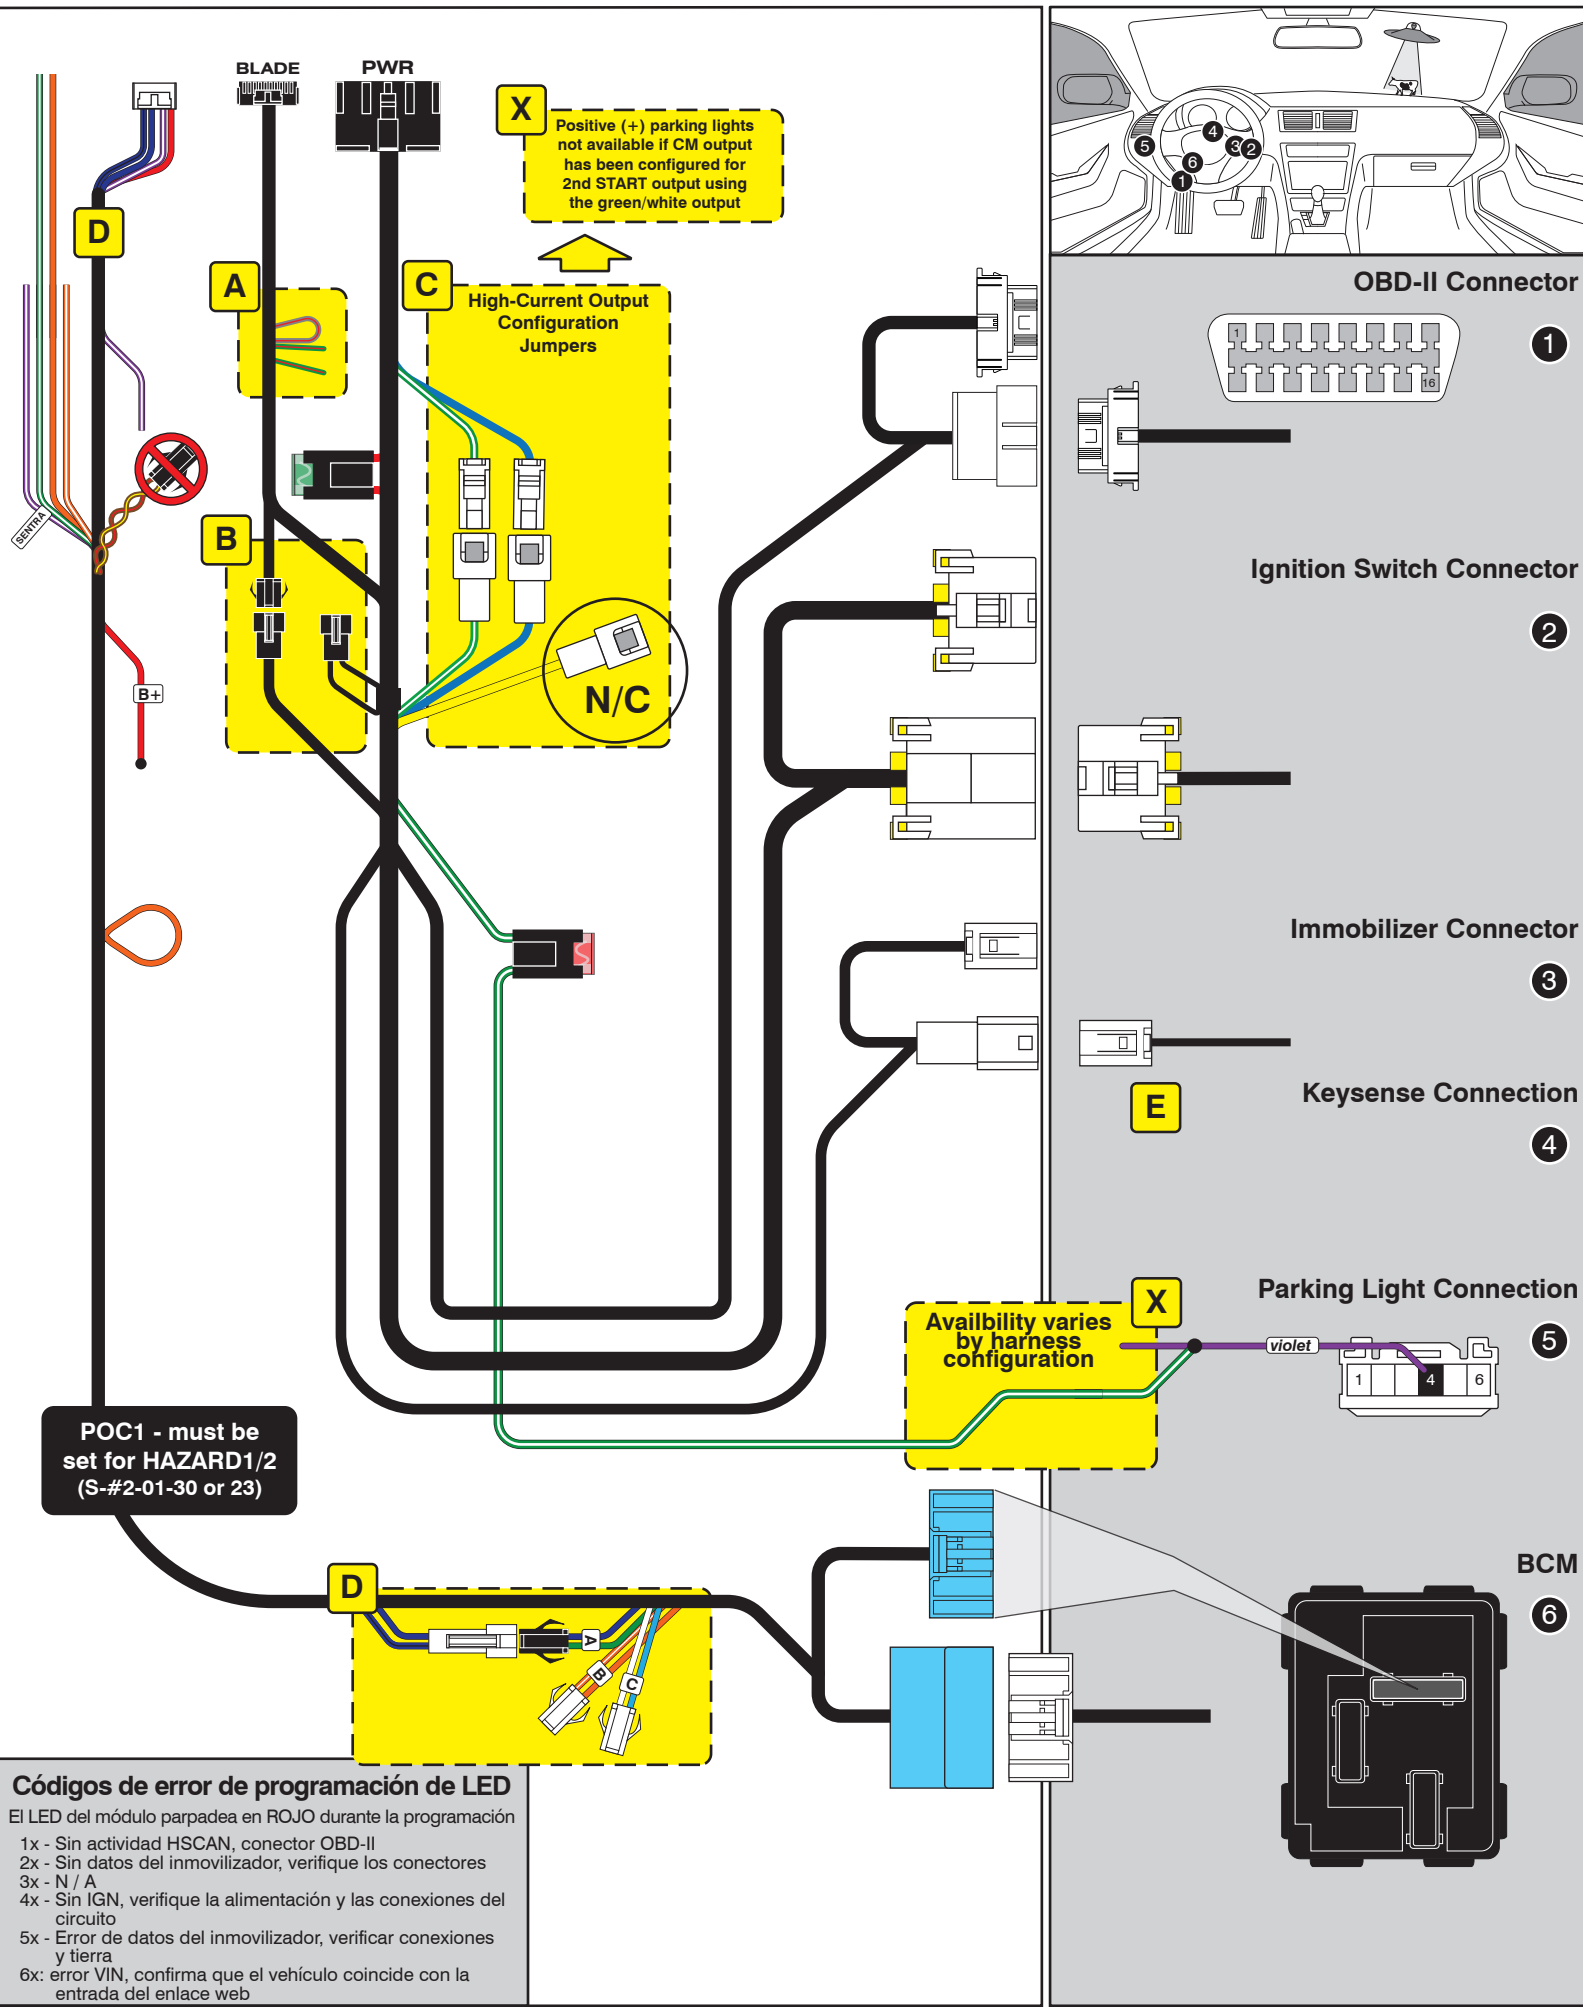 BLADE
PWR
X
Positive (+) parking lights
not available if CM output
has been configured for
2nd START output using
the green/white output
D
A
C
High-Current Output
Configuration
Jumpers
SENTRA
B
B+
N/C
4
5
3
2
6
1
OBD-II Connector
1
1
16
Ignition Switch Connector
2
Immobilizer Connector
3
E
Keysense Connection
4
Parking Light Connection
X
5
Availbility varies
by harness
configuration
violet
1
4
6
POC1 - must be
set for HAZARD1/2
(S-#2-01-30 or 23)
D
A
B
C
BCM
6
Códigos de error de programación de LED
El LED del módulo parpadea en ROJO durante la programación
1x - Sin actividad HSCAN, conector OBD-II
2x - Sin datos del inmovilizador, verifique los conectores
3x - N / A
4x - Sin IGN, verifique la alimentación y las conexiones del
circuito
5x - Error de datos del inmovilizador, verificar conexiones
y tierra
6x: error VIN, confirma que el vehículo coincide con la
entrada del enlace web